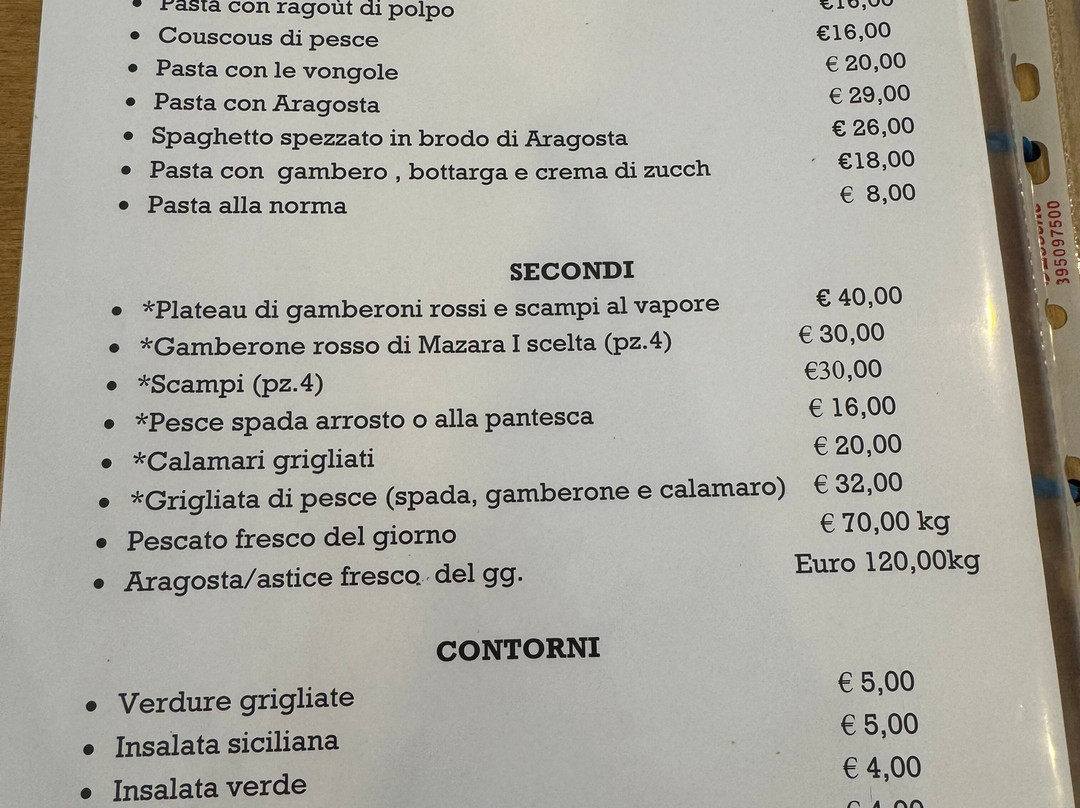 • Pasta con ragoùt di polpo €16,00
• Couscous di pesce €16,00
• Pasta con le vongole € 20,00
• Pasta con Aragosta € 29,00
• Spaghetto spezzato in brodo di Aragosta € 26,00
• Pasta con gambero , bottarga e crema di zucch €18,00
• Pasta alla norma € 8,00
SECONDI
• *Plateau di gamberoni rossi e scampi al vapore € 40,00
• *Gamberone rosso di Mazara I scelta (pz.4) € 30,00
• *Scampi (pz.4) €30,00
• *Pesce spada arrosto o alla pantesca € 16,00
• *Calamari grigliati € 20,00
• *Grigliata di pesce (spada, gamberone e calamaro) € 32,00
• Pescato fresco del giorno € 70,00 kg
• Aragosta/astice fresco del gg. Euro 120,00kg
CONTORNI
• Verdure grigliate € 5,00
• Insalata siciliana € 5,00
• Insalata verde € 4,00
395097500